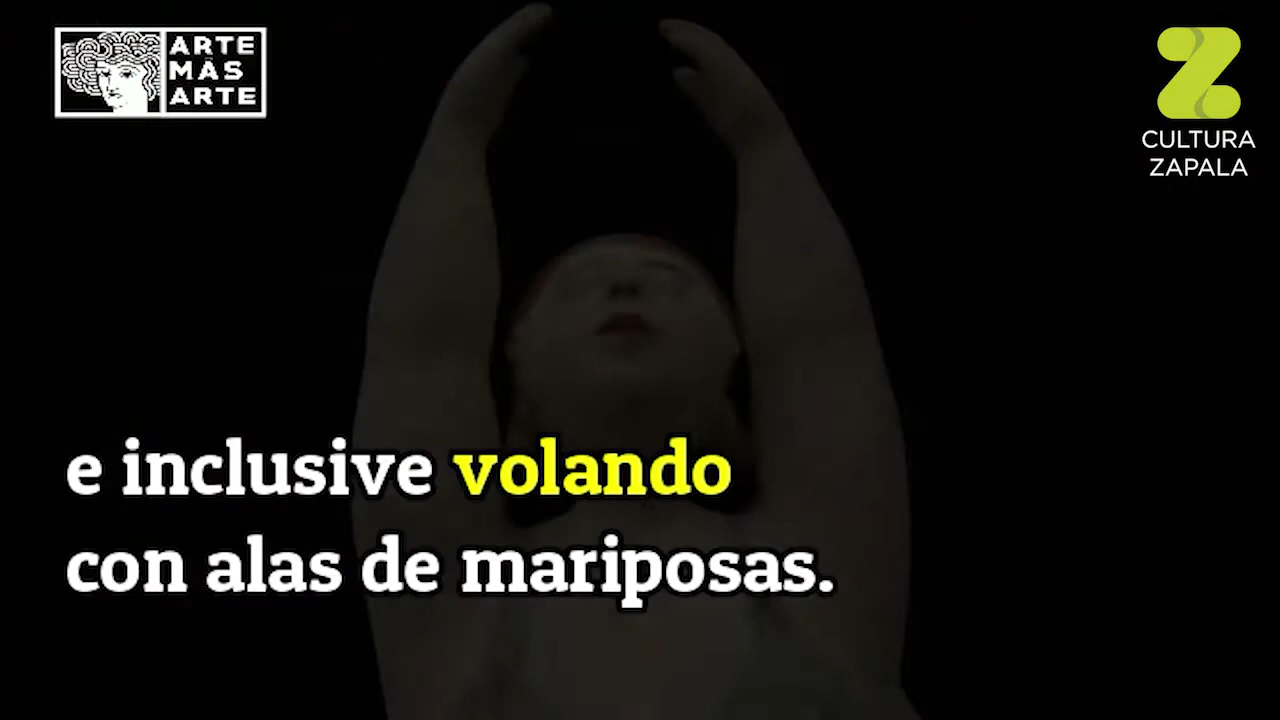 ARTE
MÁS
ARTE
CULTURA
ZAPALA
e inclusive volando
con alas de mariposas.